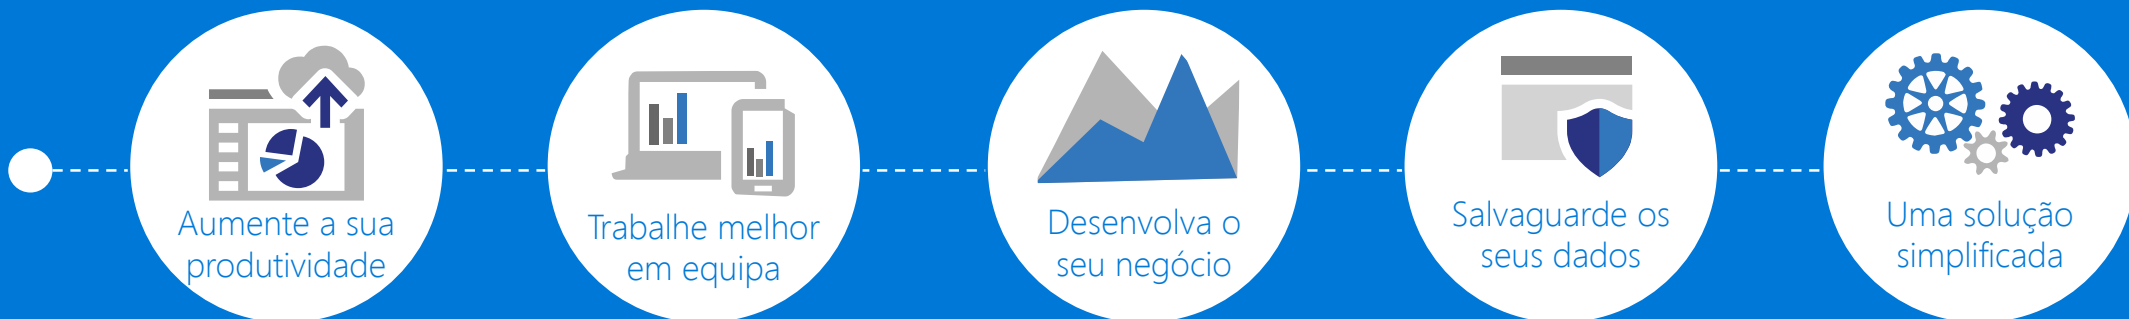 Aumente a sua
produtividade
Trabalhe melhor
em equipa
Desenvolva o
seu negócio
Salvaguarde os
seus dados
Uma solução
simplificada